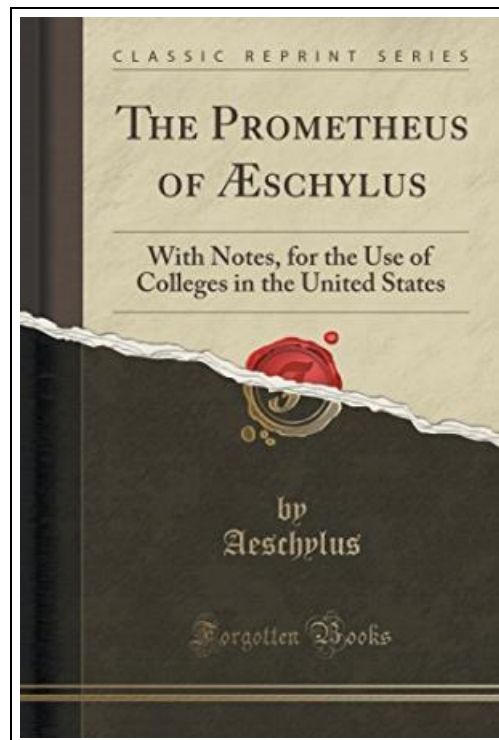 CLASSIC REPRINT SERIES
THE PROMETHEUS
OF ÆSCHYLUS
With Notes, for the Use of
Colleges in the United States
F
by
Aeschylus
Forgotten Books